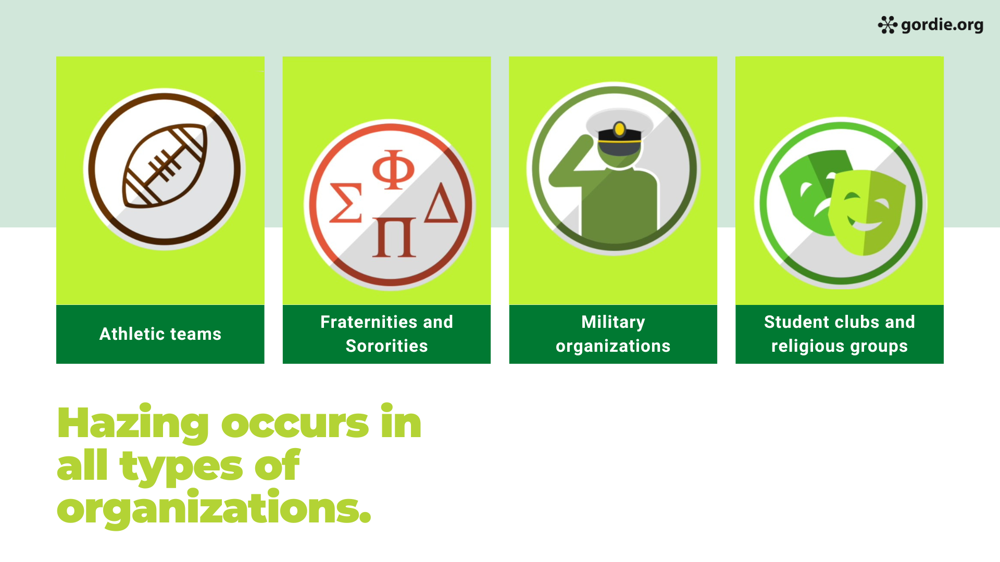 gordie.org
Φ
Σ
Δ
Π
Athletic teams
Fraternities and
Sororities
Military
organizations
Student clubs and
religious groups
Hazing occurs in
all types of
organizations.